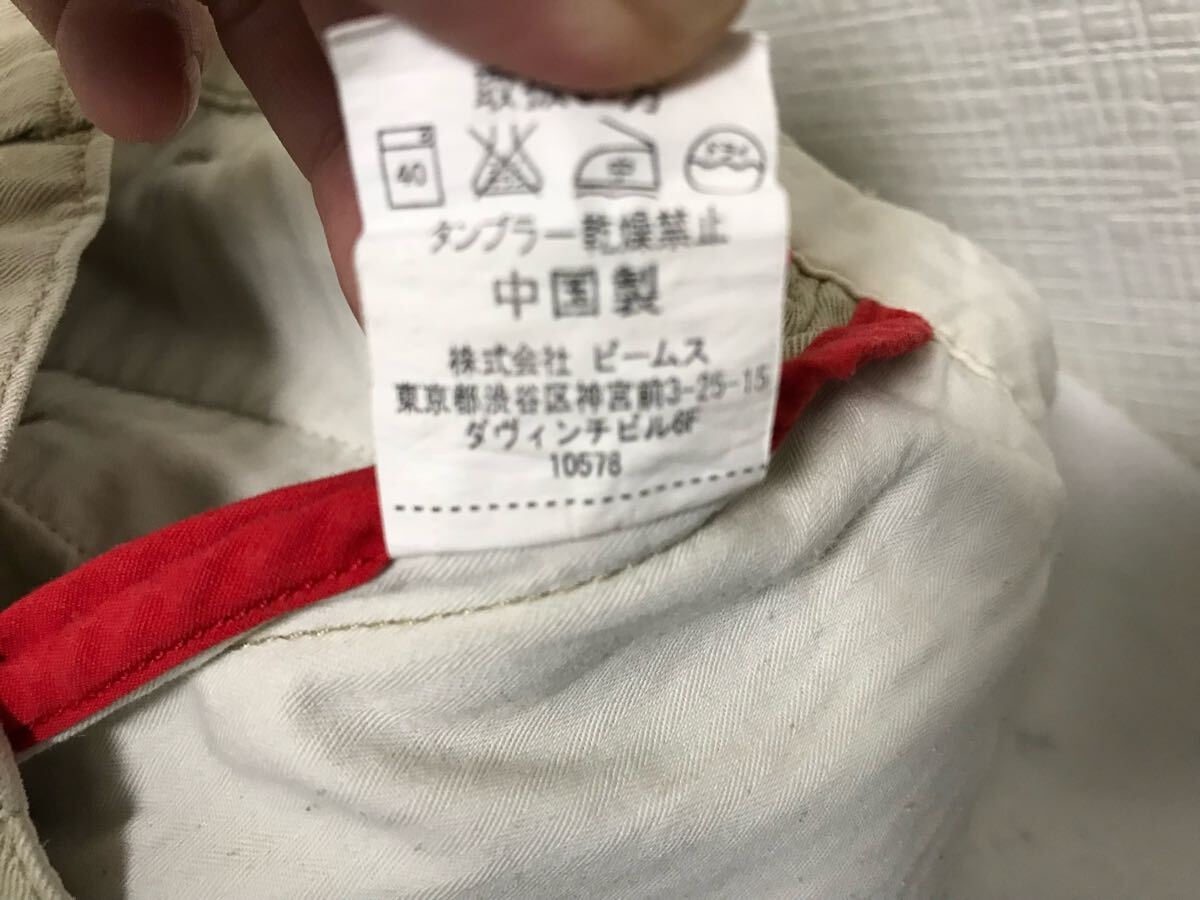 40 中
タンブラー乾燥禁止
中国製
株式会社 ビームス
東京都渋谷区神宮前3-25-15
ダヴィンチビル6F
10578